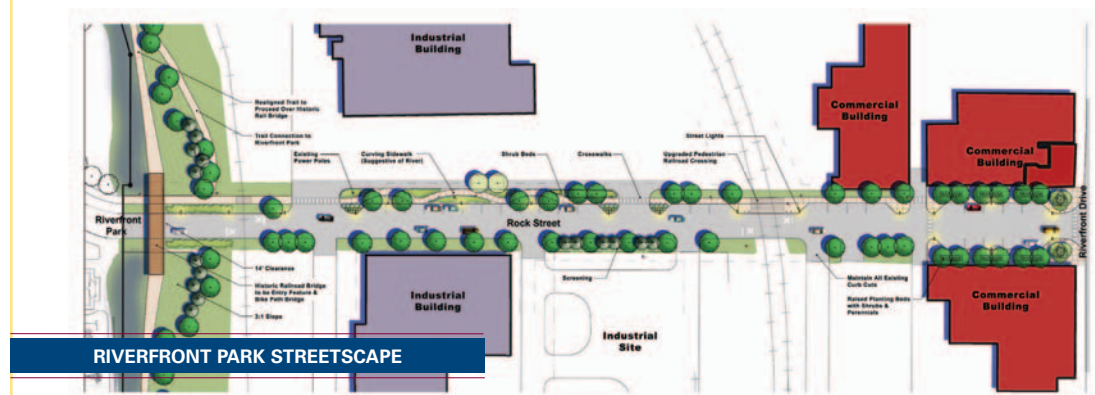 Industrial
Building
Realigned Trail to
Proceed Over Historic
Rail Bridge
Trail Connection to
Riverfront Park
Existing
Power Poles
Curving Sidewalk
(Suggestive of River)
Shrub Beds
Crosswalks
Street Lights
Upgraded Pedestrian
Railroad Crossing
Commercial
Building
Commercial
Building
Riverfront
Park
Rock Street
Riverfront Drive
14' Clearance
Historic Railroad Bridge
to be Entry Feature &
Bike Path Bridge
3:1 Slope
Industrial
Building
Screening
Industrial
Site
Maintain All Existing
Curb Cuts
Raised Planting Beds
with Shrubs &
Perennials
Commercial
Building
RIVERFRONT PARK STREETSCAPE